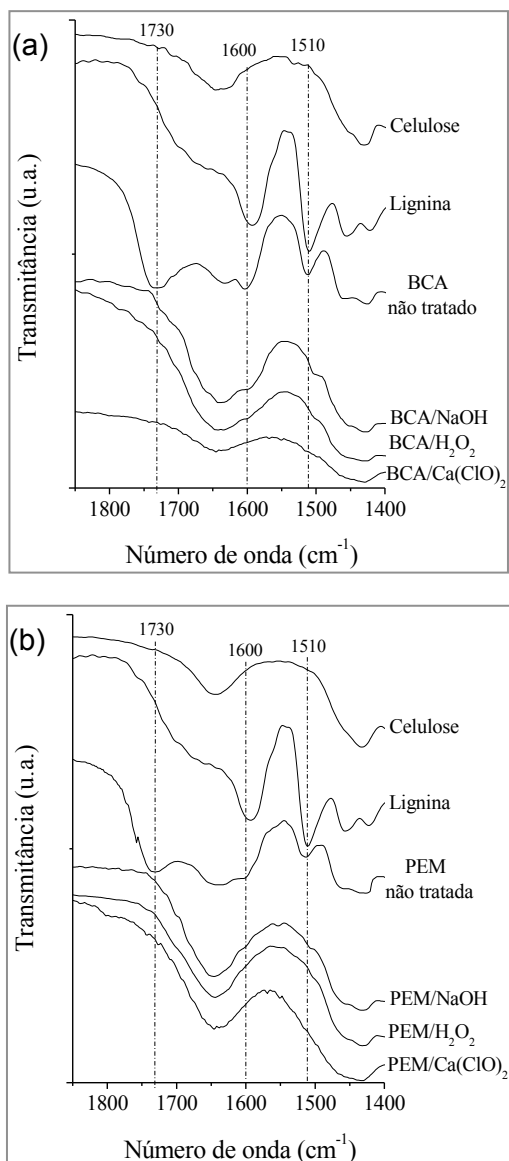 (a)
1730
1600
1510
Celulose
Lignina
BCA
não tratado
BCA/NaOH
BCA/H₂O₂
BCA/Ca(ClO)₂
Transmitância (u.a.)
1800 1700 1600 1500 1400
Número de onda (cm⁻¹)
(b)
1730
1600
1510
Celulose
Lignina
PEM
não tratada
PEM/NaOH
PEM/H₂O₂
PEM/Ca(ClO)₂
Transmitância (u.a.)
1800 1700 1600 1500 1400
Número de onda (cm⁻¹)